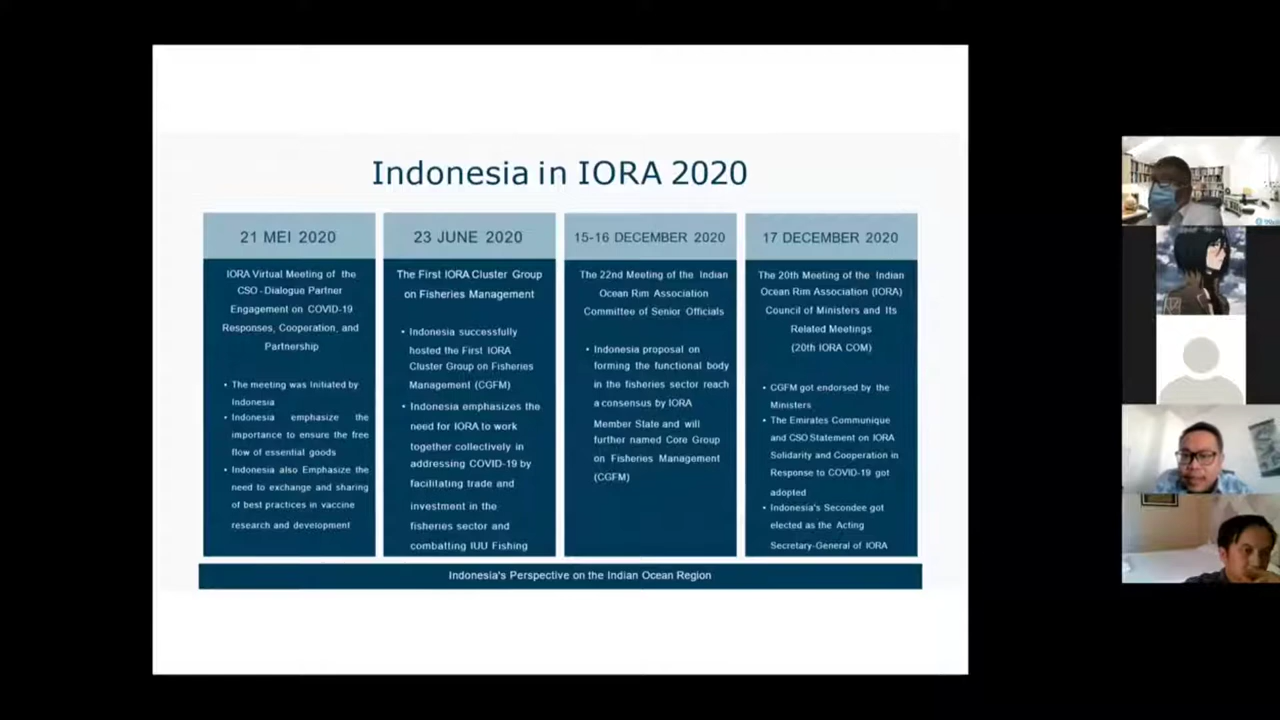 Indonesia in IORA 2020
21 MEI 2020
IORA Virtual Meeting of the
CSO - Dialogue Partner
Engagement on COVID-19
Responses, Cooperation, and
Partnership
• The meeting was Initiated by
Indonesia
• Indonesia emphasize the
importance to ensure the free
flow of essential goods
• Indonesia also Emphasize the
need to exchange and sharing
of best practices in vaccine
research and development
23 JUNE 2020
The First IORA Cluster Group
on Fisheries Management
• Indonesia successfully
hosted the First IORA
Cluster Group on Fisheries
Management (CGFM)
• Indonesia emphasizes the
need for IORA to work
together collectively in
addressing COVID-19 by
facilitating trade and
investment in the
fisheries sector and
combatting IUU Fishing
15-16 DECEMBER 2020
The 22nd Meeting of the Indian
Ocean Rim Association
Committee of Senior Officials
• Indonesia proposal on
forming the functional body
in the fisheries sector reach
a consensus by IORA
Member State and will
further named Core Group
on Fisheries Management
(CGFM)
17 DECEMBER 2020
The 20th Meeting of the Indian
Ocean Rim Association (IORA)
Council of Ministers and Its
Related Meetings
(20th IORA COM)
• CGFM got endorsed by the
Ministers
• The Emirates Communique
and CSO Statement on IORA
Solidarity and Cooperation in
Response to COVID-19 got
adopted
• Indonesia's Secondee got
elected as the Acting
Secretary-General of IORA
Indonesia's Perspective on the Indian Ocean Region